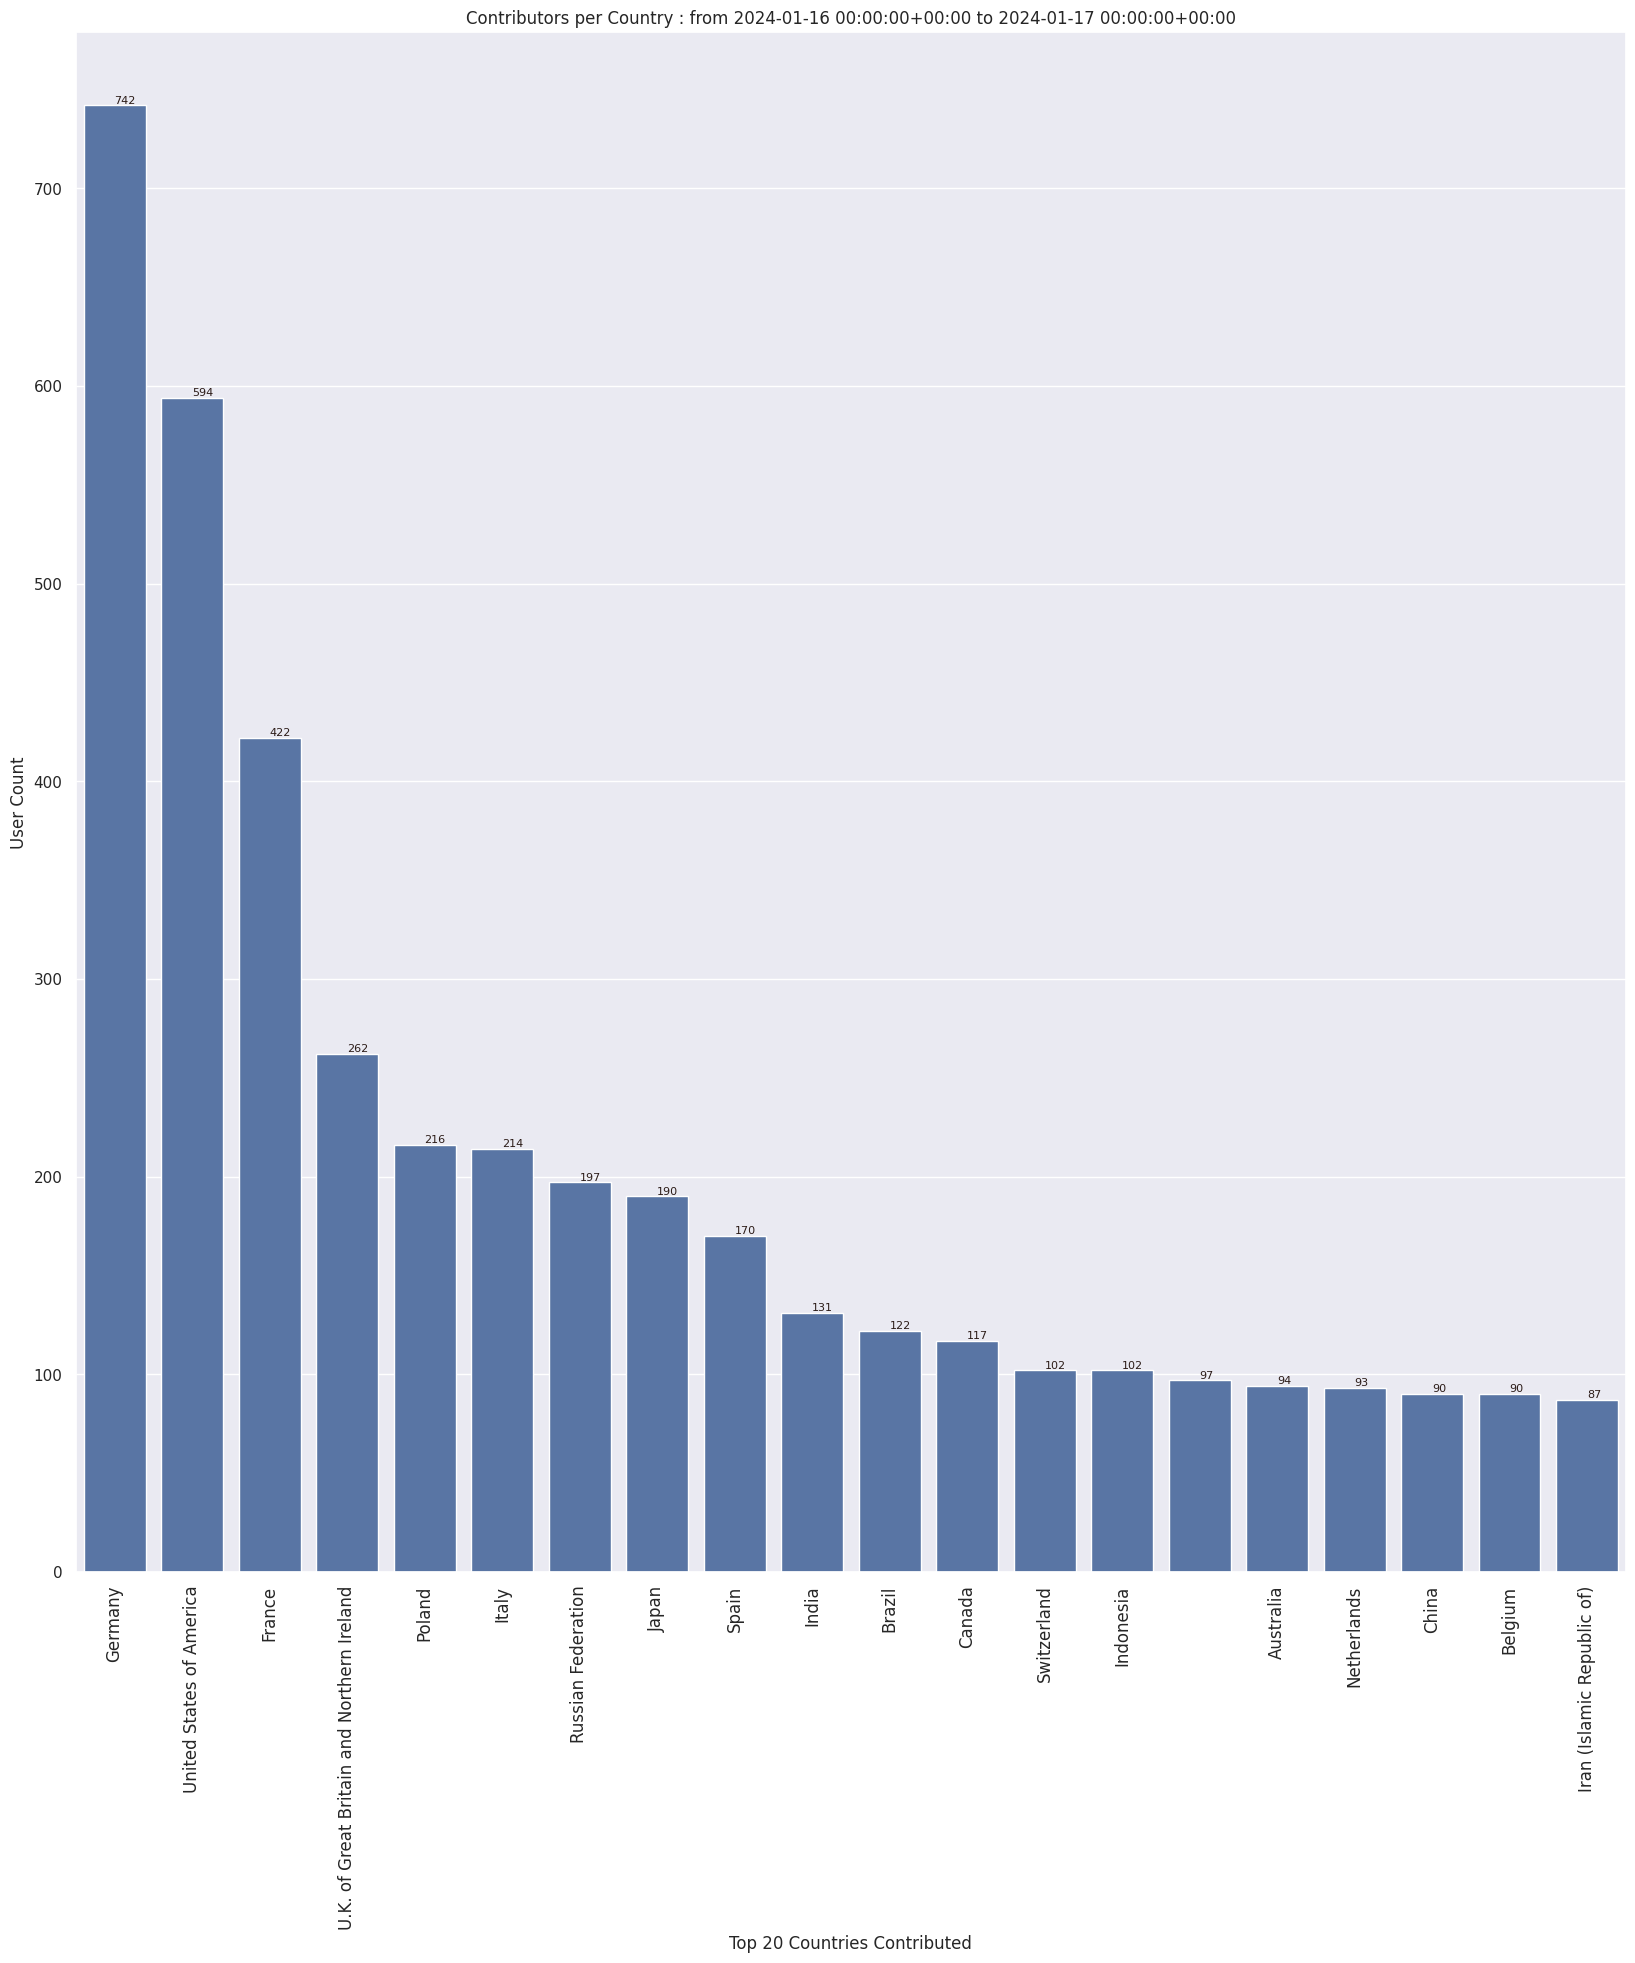 Contributors per Country : from 2024-01-16 00:00:00+00:00 to 2024-01-17 00:00:00+00:00
User Count
700
600
500
400
300
200
100
0
742
594
422
262
216
214
197
190
170
131
122
117
102
102
97
94
93
90
90
87
Germany
United States of America
France
U.K. of Great Britain and Northern Ireland
Poland
Italy
Russian Federation
Japan
Spain
India
Brazil
Canada
Switzerland
Indonesia
Australia
Netherlands
China
Belgium
Iran (Islamic Republic of)
Top 20 Countries Contributed